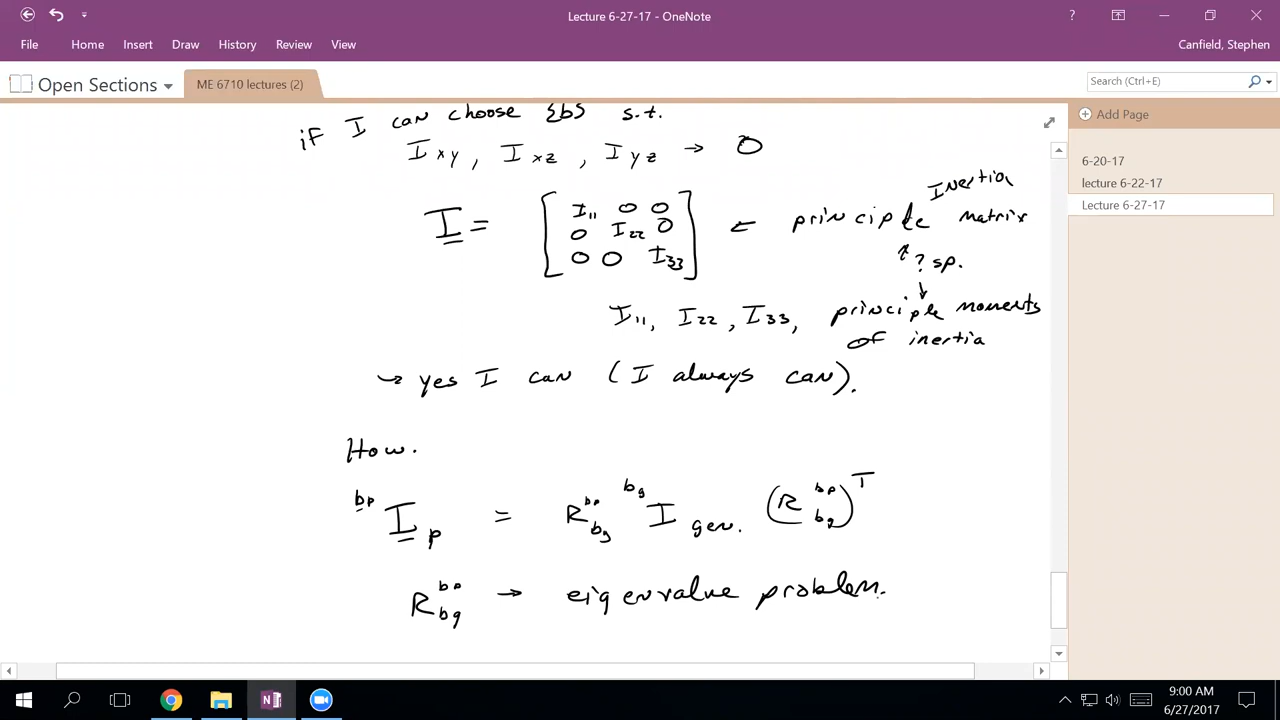 Lecture 6-27-17 - OneNote
File Home Insert Draw History Review View
Canfield, Stephen
Open Sections
ME 6710 lectures (2)
Search (Ctrl+E)
Add Page
6-20-17
lecture 6-22-17
Lecture 6-27-17
if I can choose {b} s.t.
Ixy, Ixz, Iyz → 0
Inertia
I = [ I11 0 0 ← principle matrix
0 I22 0
0 0 I33 ]
↑ ? sp.
↓
I11, I22, I33, principle moments
of inertia
→ yes I can (I always can).
How.
bp I p = R bp bg bg I gen. (R bp bg) T
R bp bg → eigenvalue problem.
9:00 AM
6/27/2017